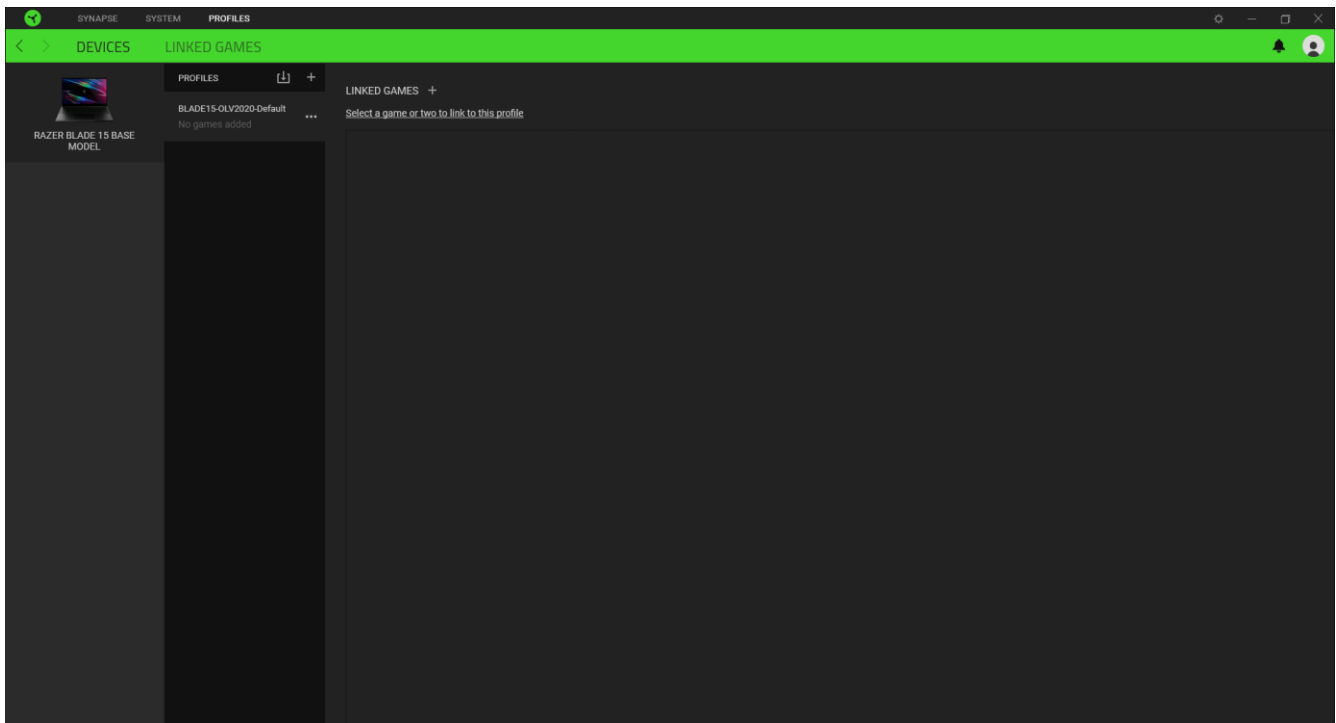 SYNAPSE SYSTEM PROFILES
DEVICES LINKED GAMES
RAZER BLADE 15 BASE
MODEL
PROFILES
BLADE15-OLV2020-Default
No games added
LINKED GAMES
Select a game or two to link to this profile